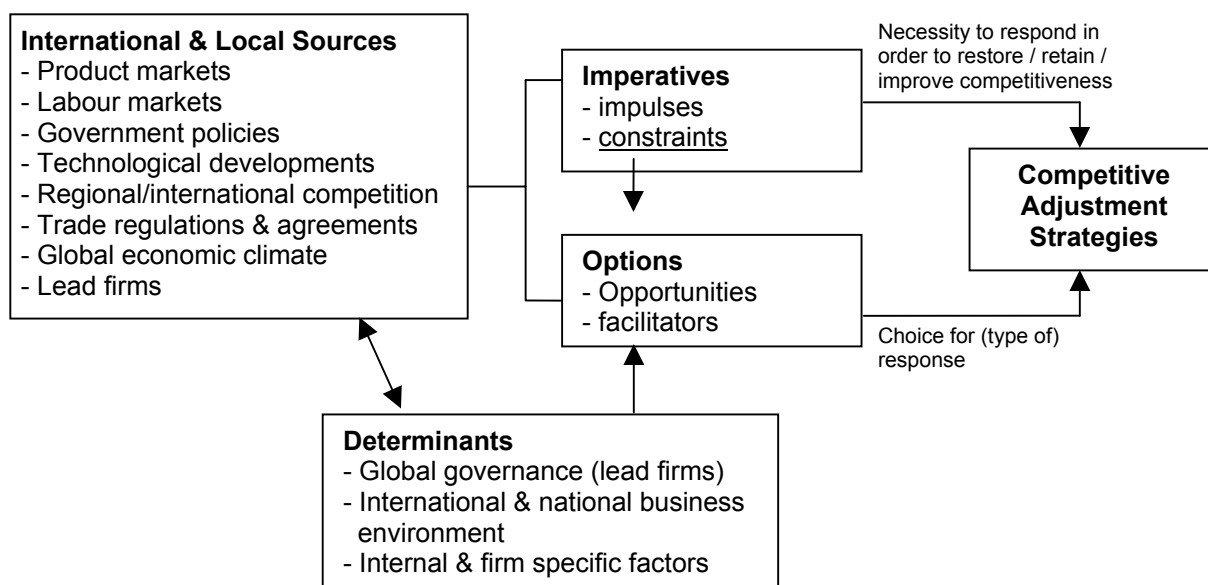 International & Local Sources
- Product markets
- Labour markets
- Government policies
- Technological developments
- Regional/international competition
- Trade regulations & agreements
- Global economic climate
- Lead firms
Imperatives
- impulses
- constraints
Necessity to respond in
order to restore / retain /
improve competitiveness
Competitive
Adjustment
Strategies
Options
- Opportunities
- facilitators
Choice for (type of)
response
Determinants
- Global governance (lead firms)
- International & national business
environment
- Internal & firm specific factors